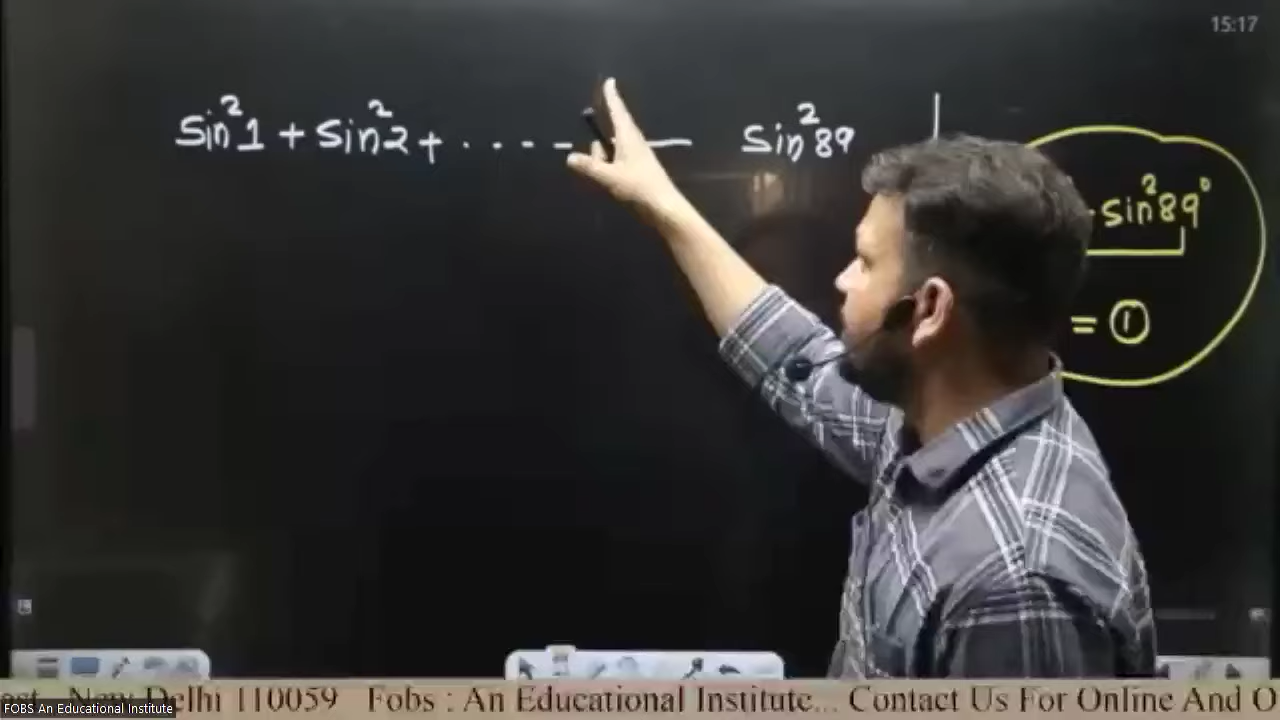 15:17
sin²1 + sin²2 + . . . - - - — sin²89
sin²89°
= 1
Delhi 110059 Fobs : An Educational Institute... Contact Us For Online And O
FOBS An Educational Institute